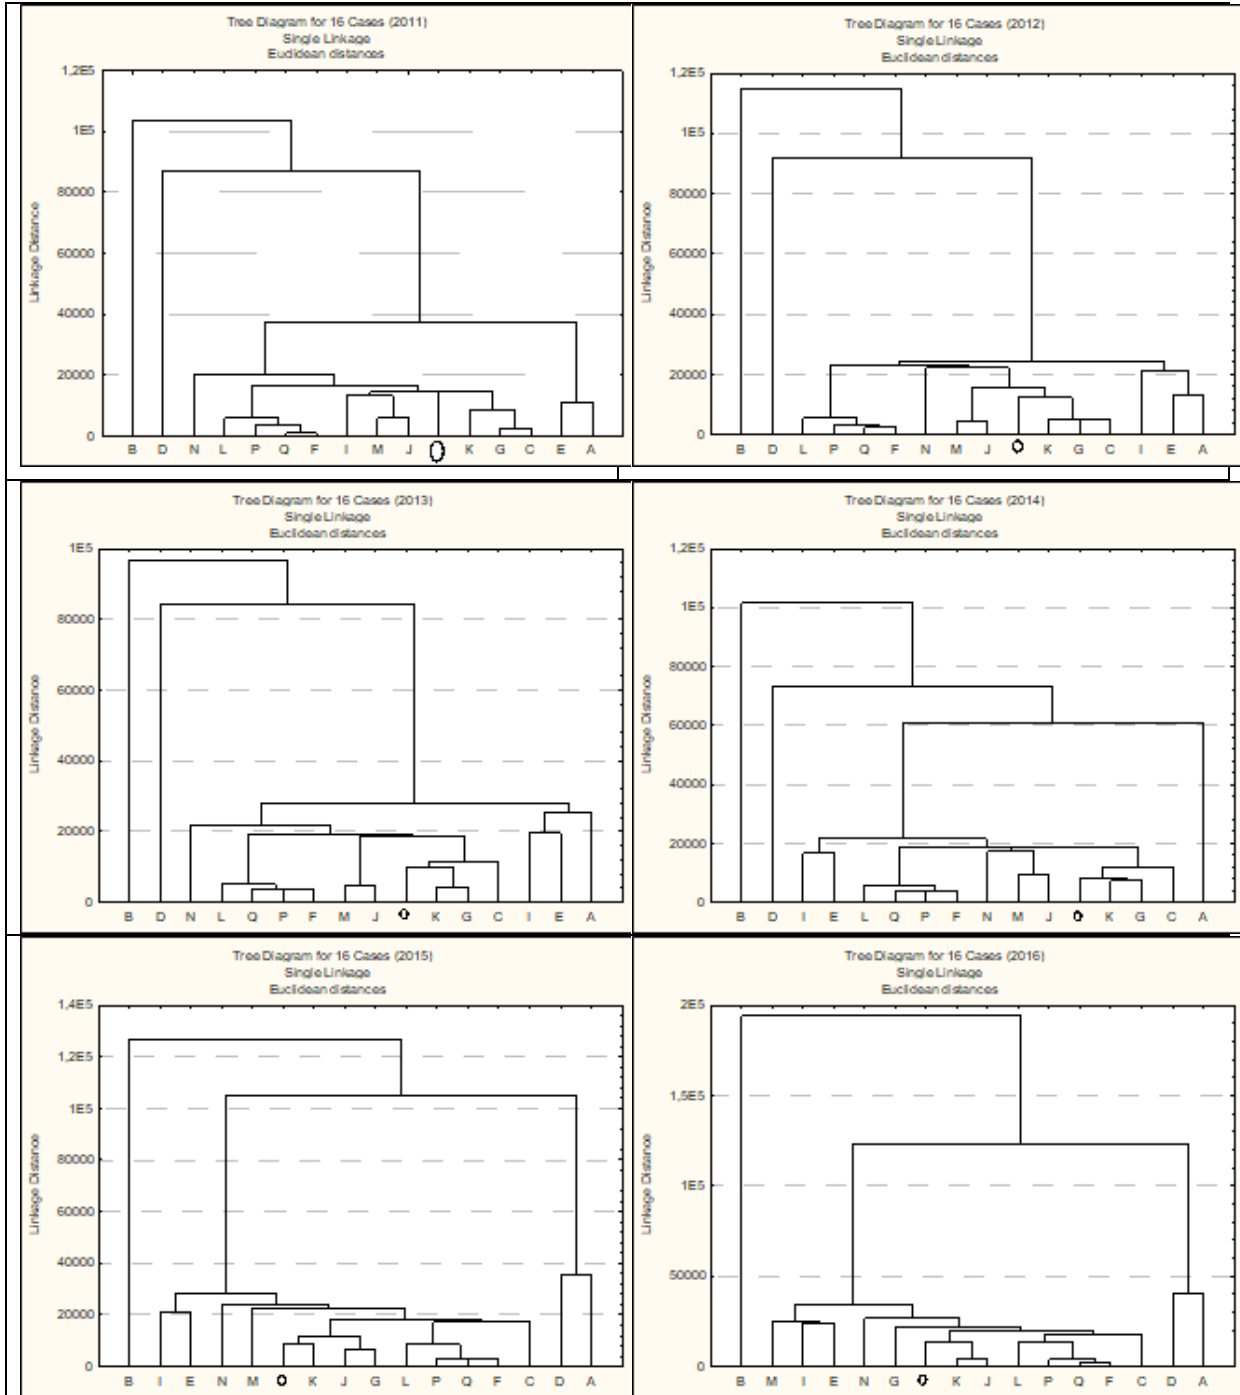 Tree Diagram for 16 Cases (2011)
Single Linkage
Euclidean distances
1,2E5
1E5
80000
60000
40000
20000
0
Linkage Distance
B D N L P Q F I M J O K G C E A
Tree Diagram for 16 Cases (2012)
Single Linkage
Euclidean distances
1,2E5
1E5
80000
60000
40000
20000
0
Linkage Distance
B D L P Q F N M J O K G C I E A
Tree Diagram for 16 Cases (2013)
Single Linkage
Euclidean distances
1E5
80000
60000
40000
20000
0
Linkage Distance
B D N L Q P F M J O K G C I E A
Tree Diagram for 16 Cases (2014)
Single Linkage
Euclidean distances
1,2E5
1E5
80000
60000
40000
20000
0
Linkage Distance
B D I E L Q P F N M J O K G C A
Tree Diagram for 16 Cases (2015)
Single Linkage
Euclidean distances
1,4E5
1,2E5
1E5
80000
60000
40000
20000
0
Linkage Distance
B I E N M O K J G L P Q F C D A
Tree Diagram for 16 Cases (2016)
Single Linkage
Euclidean distances
2E5
1,5E5
1E5
50000
0
Linkage Distance
B M I E N G O K J L P Q F C D A